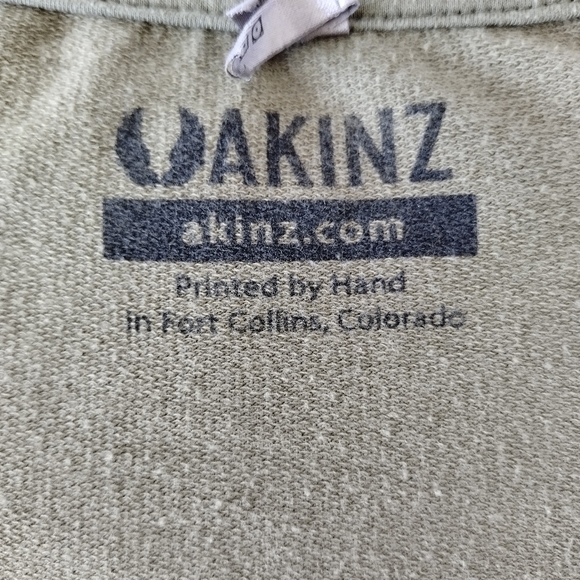 AKINZ
akinz.com
Printed by Hand
in Fort Collins, Colorado